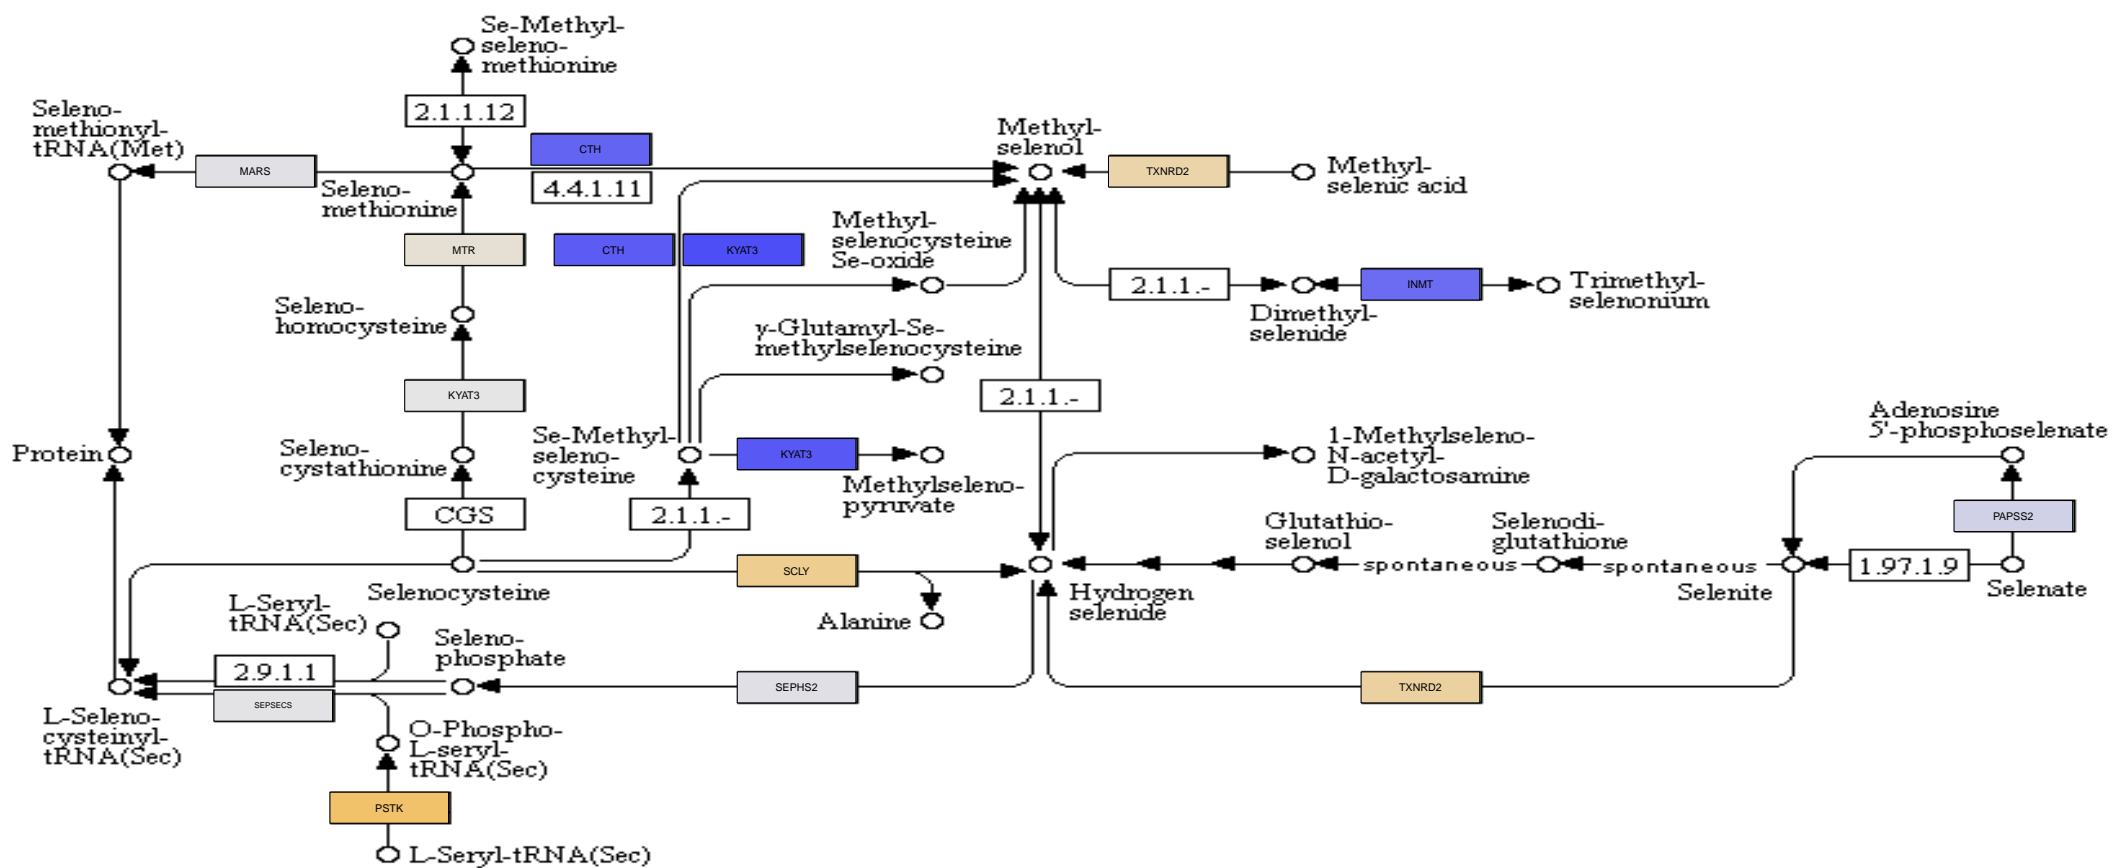 Se-Methyl-
seleno-
methionine
2.1.1.12
Seleno-
methionyl-
tRNA(Met)
MARS
Seleno-
methionine
CTH
4.4.1.11
Methyl-
selenol
TXNRD2
Methyl-
selenic acid
MTR
CTH
KYAT3
Methyl-
selenocysteine
Se-oxide
2.1.1.-
Dimethyl-
selenide
INMT
Trimethyl-
selenonium
Seleno-
homocysteine
γ-Glutamyl-Se-
methylselenocysteine
KYAT3
2.1.1.-
Adenosine
5'-phosphoselenate
Protein
Seleno-
cystathionine
Se-Methyl-
seleno-
cysteine
KYAT3
Methylseleno-
pyruvate
1-Methylseleno-
N-acetyl-
D-galactosamine
CGS
2.1.1.-
Glutathio-
selenol
Selenodi-
glutathione
PAPSS2
Selenocysteine
SCLY
Alanine
Hydrogen
selenide
spontaneous
spontaneous
Selenite
1.97.1.9
Selenate
L-Seryl-
tRNA(Sec)
Seleno-
phosphate
2.9.1.1
SEPSECS
SEPHS2
TXNRD2
L-Seleno-
cysteinyl-
tRNA(Sec)
O-Phospho-
L-seryl-
tRNA(Sec)
PSTK
L-Seryl-tRNA(Sec)